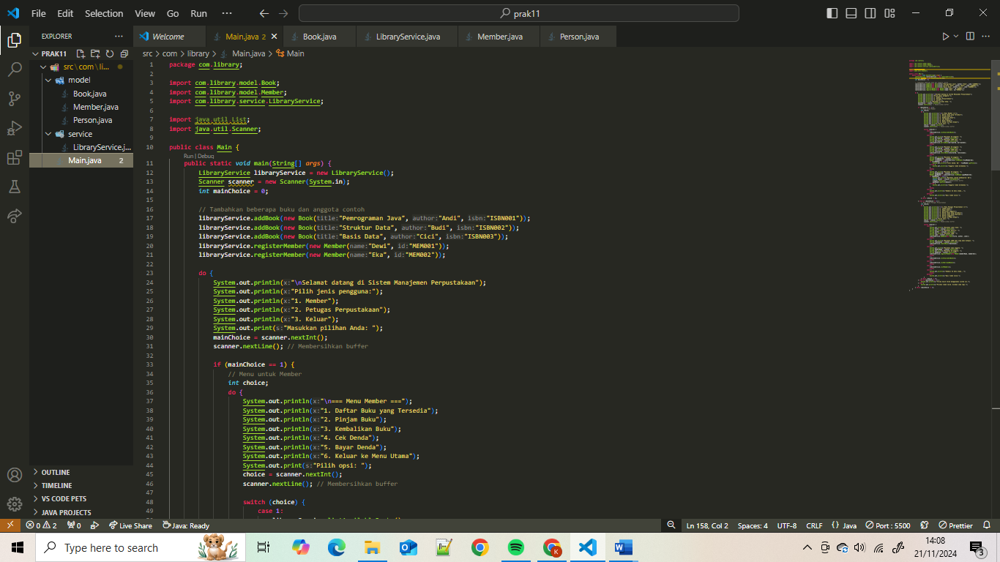 File Edit Selection View Go Run ··· prak11
EXPLORER ···
Welcome Main.java 2 Book.java LibraryService.java Member.java Person.java
PRAK11
src\com\li...
model
Book.java
Member.java
Person.java
service
LibraryService.j...
Main.java 2
OUTLINE
TIMELINE
VS CODE PETS
JAVA PROJECTS
src > com > library > Main.java > Main
1 package com.library;
2
3 import com.library.model.Book;
4 import com.library.model.Member;
5 import com.library.service.LibraryService;
6
7 import java.util.List;
8 import java.util.Scanner;
9
10 public class Main {
Run | Debug
11 public static void main(String[] args) {
12 LibraryService libraryService = new LibraryService();
13 Scanner scanner = new Scanner(System.in);
14 int mainChoice = 0;
15
16 // Tambahkan beberapa buku dan anggota contoh
17 libraryService.addBook(new Book(title:"Pemrograman Java", author:"Andi", isbn:"ISBN001"));
18 libraryService.addBook(new Book(title:"Struktur Data", author:"Budi", isbn:"ISBN002"));
19 libraryService.addBook(new Book(title:"Basis Data", author:"Cici", isbn:"ISBN003"));
20 libraryService.registerMember(new Member(name:"Dewi", id:"MEM001"));
21 libraryService.registerMember(new Member(name:"Eka", id:"MEM002"));
22
23 do {
24 System.out.println(x:"\nSelamat datang di Sistem Manajemen Perpustakaan");
25 System.out.println(x:"Pilih jenis pengguna:");
26 System.out.println(x:"1. Member");
27 System.out.println(x:"2. Petugas Perpustakaan");
28 System.out.println(x:"3. Keluar");
29 System.out.print(s:"Masukkan pilihan Anda: ");
30 mainChoice = scanner.nextInt();
31 scanner.nextLine(); // Membersihkan buffer
32
33 if (mainChoice == 1) {
34 // Menu untuk Member
35 int choice;
36 do {
37 System.out.println(x:"\n=== Menu Member ===");
38 System.out.println(x:"1. Daftar Buku yang Tersedia");
39 System.out.println(x:"2. Pinjam Buku");
40 System.out.println(x:"3. Kembalikan Buku");
41 System.out.println(x:"4. Cek Denda");
42 System.out.println(x:"5. Bayar Denda");
43 System.out.println(x:"6. Keluar ke Menu Utama");
44 System.out.print(s:"Pilih opsi: ");
45 choice = scanner.nextInt();
46 scanner.nextLine(); // Membersihkan buffer
47
48 switch (choice) {
49 case 1:
0 2 0 Live Share Java: Ready Ln 158, Col 2 Spaces: 4 UTF-8 CRLF {} Java Port : 5500 Prettier
Type here to search
14:08
21/11/2024
3